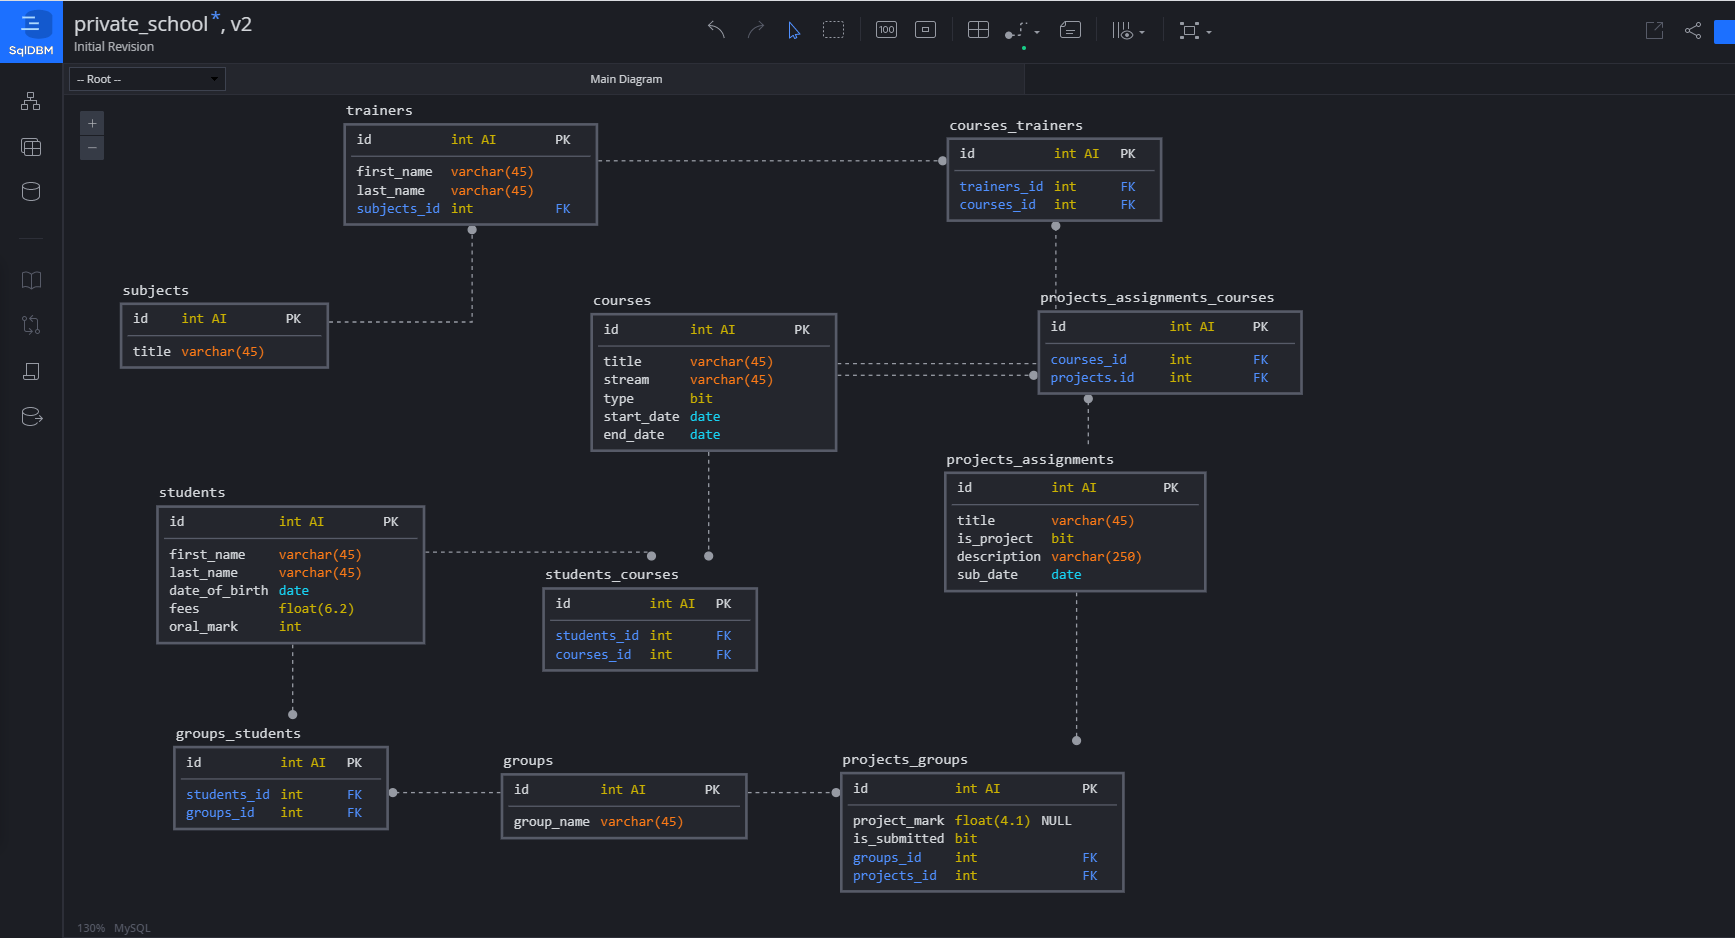 private_school*, v2
Initial Revision
SqlDBM
100
-- Root --
Main Diagram
+
−
trainers
id int AI PK
first_name varchar(45)
last_name varchar(45)
subjects_id int FK
courses_trainers
id int AI PK
trainers_id int FK
courses_id int FK
subjects
id int AI PK
title varchar(45)
courses
id int AI PK
title varchar(45)
stream varchar(45)
type bit
start_date date
end_date date
projects_assignments_courses
id int AI PK
courses_id int FK
projects.id int FK
projects_assignments
id int AI PK
title varchar(45)
is_project bit
description varchar(250)
sub_date date
students
id int AI PK
first_name varchar(45)
last_name varchar(45)
date_of_birth date
fees float(6.2)
oral_mark int
students_courses
id int AI PK
students_id int FK
courses_id int FK
groups_students
id int AI PK
students_id int FK
groups_id int FK
groups
id int AI PK
group_name varchar(45)
projects_groups
id int AI PK
project_mark float(4.1) NULL
is_submitted bit
groups_id int FK
projects_id int FK
130% MySQL